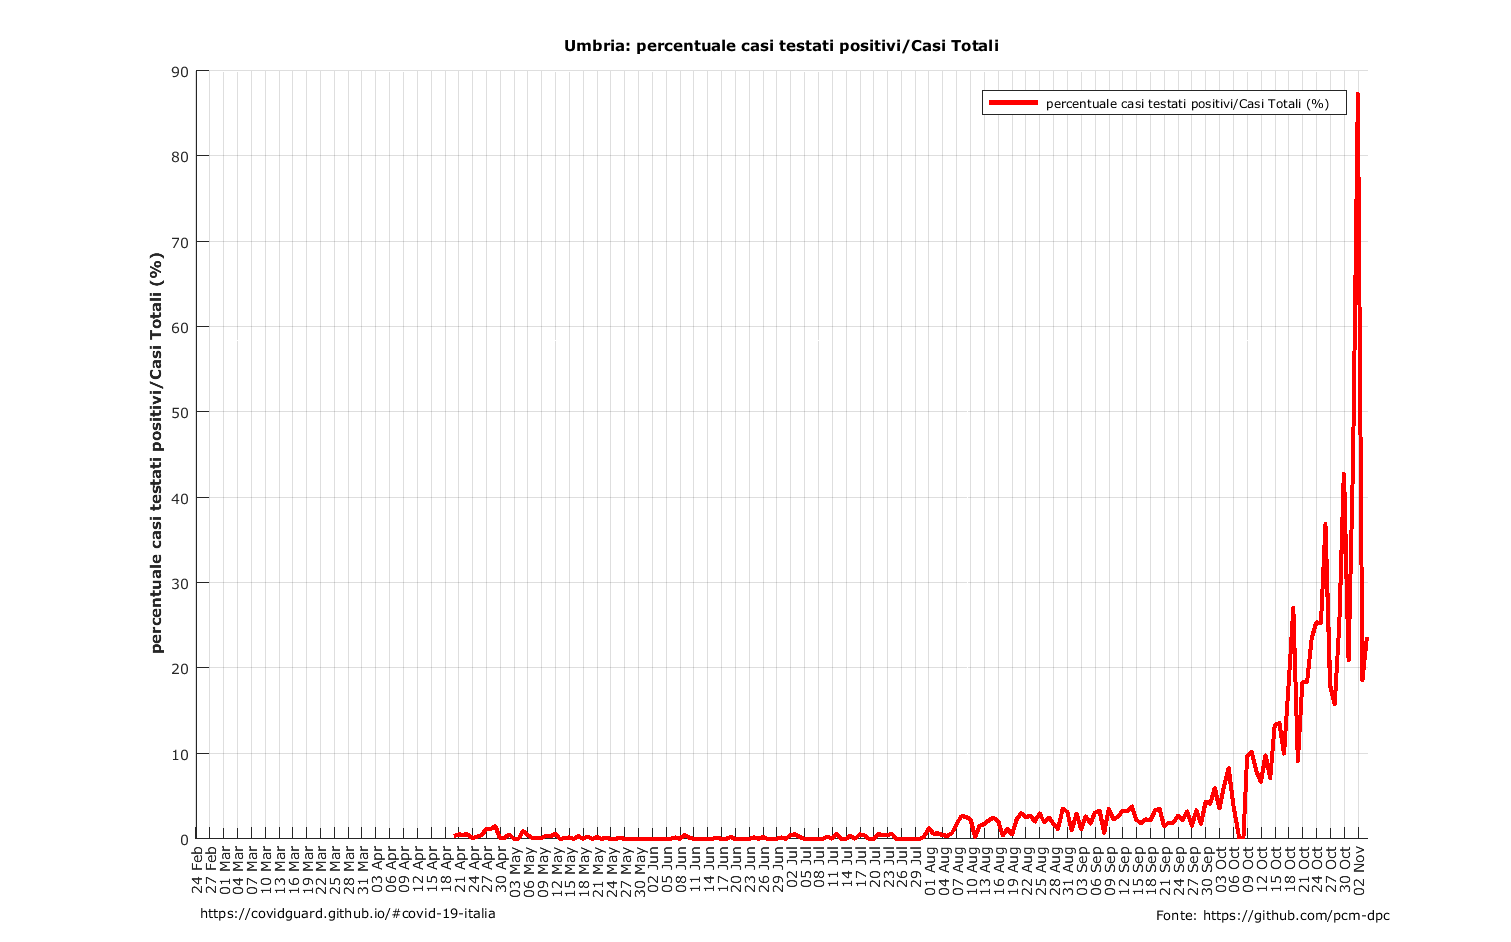 Umbria: percentuale casi testati positivi/Casi Totali
percentuale casi testati positivi/Casi Totali (%)
percentuale casi testati positivi/Casi Totali (%)
90
80
70
60
50
40
30
20
10
0
24 Feb
27 Feb
01 Mar
04 Mar
07 Mar
10 Mar
13 Mar
16 Mar
19 Mar
22 Mar
25 Mar
28 Mar
31 Mar
03 Apr
06 Apr
09 Apr
12 Apr
15 Apr
18 Apr
21 Apr
24 Apr
27 Apr
30 Apr
03 May
06 May
09 May
12 May
15 May
18 May
21 May
24 May
27 May
30 May
02 Jun
05 Jun
08 Jun
11 Jun
14 Jun
17 Jun
20 Jun
23 Jun
26 Jun
29 Jun
02 Jul
05 Jul
08 Jul
11 Jul
14 Jul
17 Jul
20 Jul
23 Jul
26 Jul
29 Jul
01 Aug
04 Aug
07 Aug
10 Aug
13 Aug
16 Aug
19 Aug
22 Aug
25 Aug
28 Aug
31 Aug
03 Sep
06 Sep
09 Sep
12 Sep
15 Sep
18 Sep
21 Sep
24 Sep
27 Sep
30 Sep
03 Oct
06 Oct
09 Oct
12 Oct
15 Oct
18 Oct
21 Oct
24 Oct
27 Oct
30 Oct
02 Nov
https://covidguard.github.io/#covid-19-italia
Fonte: https://github.com/pcm-dpc